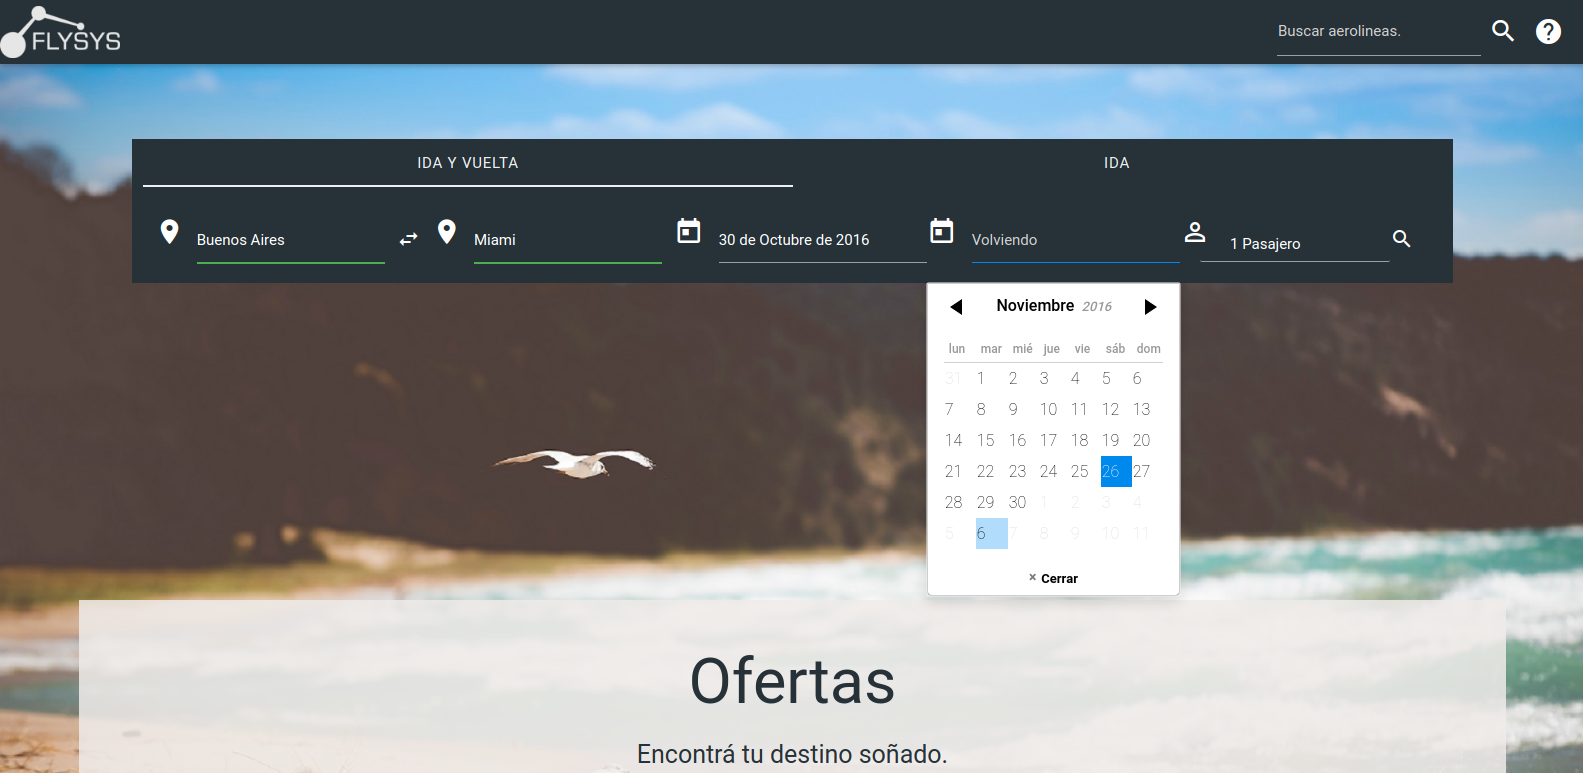 FLYSYS
Buscar aerolineas.
IDA Y VUELTA
IDA
Buenos Aires
Miami
30 de Octubre de 2016
Volviendo
1 Pasajero
Noviembre 2016
lun mar mié jue vie sáb dom
31 1 2 3 4 5 6
7 8 9 10 11 12 13
14 15 16 17 18 19 20
21 22 23 24 25 26 27
28 29 30 1 2 3 4
5 6 7 8 9 10 11
× Cerrar
Ofertas
Encontrá tu destino soñado.